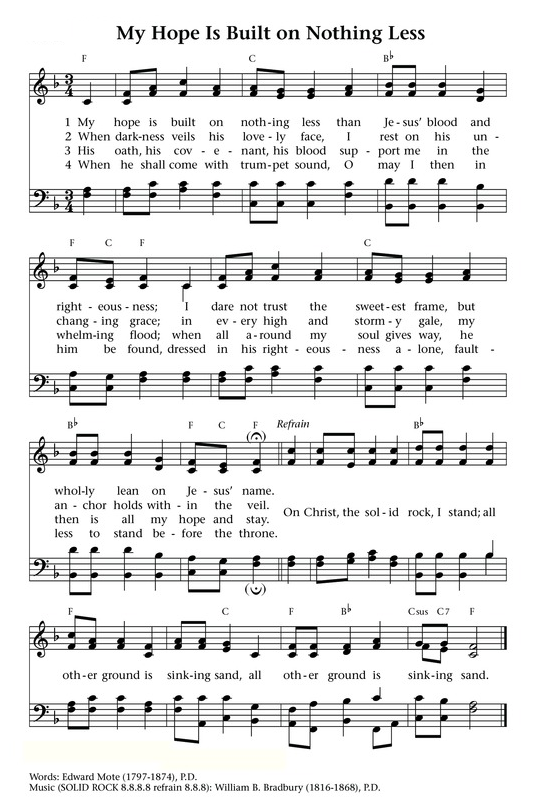 My Hope Is Built on Nothing Less
F C B♭
3 4
1 My hope is built on noth-ing less than Je-sus' blood and
2 When dark-ness veils his love-ly face, I rest on his un-
3 His oath, his cov-e-nant, his blood sup-port me in the
4 When he shall come with trum-pet sound, O may I then in
3 4
F C F C
right-eous-ness; I dare not trust the sweet-est frame, but
chang-ing grace; in ev-ery high and storm-y gale, my
whelm-ing flood; when all a-round my soul gives way, he
him be found, dressed in his right-eous-ness a-lone, fault-
B♭ F C F Refrain F B♭
whol-ly lean on Je-sus' name.
an-chor holds with-in the veil.
then is all my hope and stay.
less to stand be-fore the throne.
On Christ, the sol-id rock, I stand; all
F C F B♭ Csus C7 F
oth-er ground is sink-ing sand, all oth-er ground is sink-ing sand.
Words: Edward Mote (1797-1874), P.D.
Music (SOLID ROCK 8.8.8.8 refrain 8.8.8): William B. Bradbury (1816-1868), P.D.